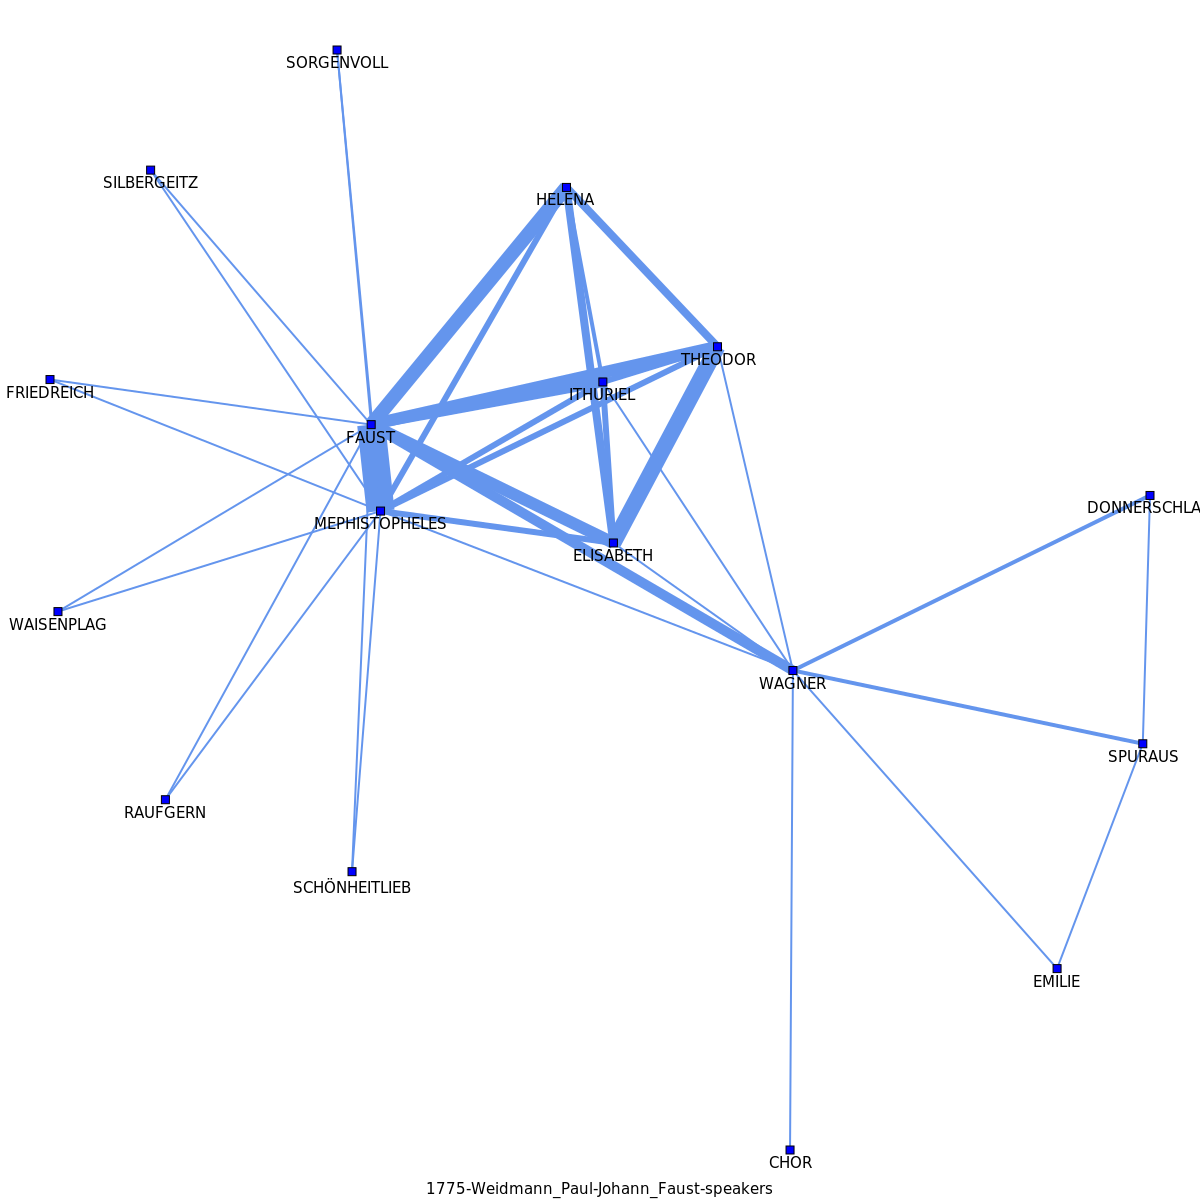 SORGENVOLL
SILBERGEITZ
HELENA
THEODOR
FRIEDREICH
ITHURIEL
FAUST
DONNERSCHLA
MEPHISTOPHELES
ELISABETH
WAISENPLAG
WAGNER
SPURAUS
RAUFGERN
SCHÖNHEITLIEB
EMILIE
CHOR
1775-Weidmann_Paul-Johann_Faust-speakers